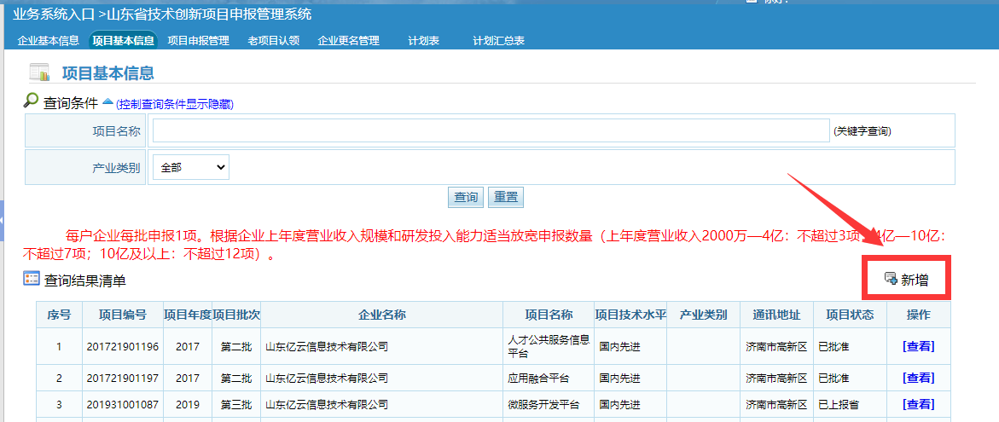 业务系统入口 >山东省技术创新项目申报管理系统
企业基本信息 项目基本信息 项目申报管理 老项目认领 企业更名管理 计划表 计划汇总表
项目基本信息
查询条件 (控制查询条件显示隐藏)
项目名称 (关键字查询)
产业类别 全部
查询 重置
每户企业每批申报1项。根据企业上年度营业收入规模和研发投入能力适当放宽申报数量（上年度营业收入2000万—4亿：不超过3项；4亿—10亿：
不超过7项；10亿及以上：不超过12项）。
查询结果清单 新增
序号 项目编号 项目年度 项目批次 企业名称 项目名称 项目技术水平 产业类别 通讯地址 项目状态 操作
1 201721901196 2017 第二批 山东亿云信息技术有限公司 人才公共服务信息平台 国内先进 济南市高新区 已批准 [查看]
2 201721901197 2017 第二批 山东亿云信息技术有限公司 应用融合平台 国内先进 济南市高新区 已批准 [查看]
3 201931001087 2019 第三批 山东亿云信息技术有限公司 微服务开发平台 国内先进 济南市高新区 已上报省 [查看]